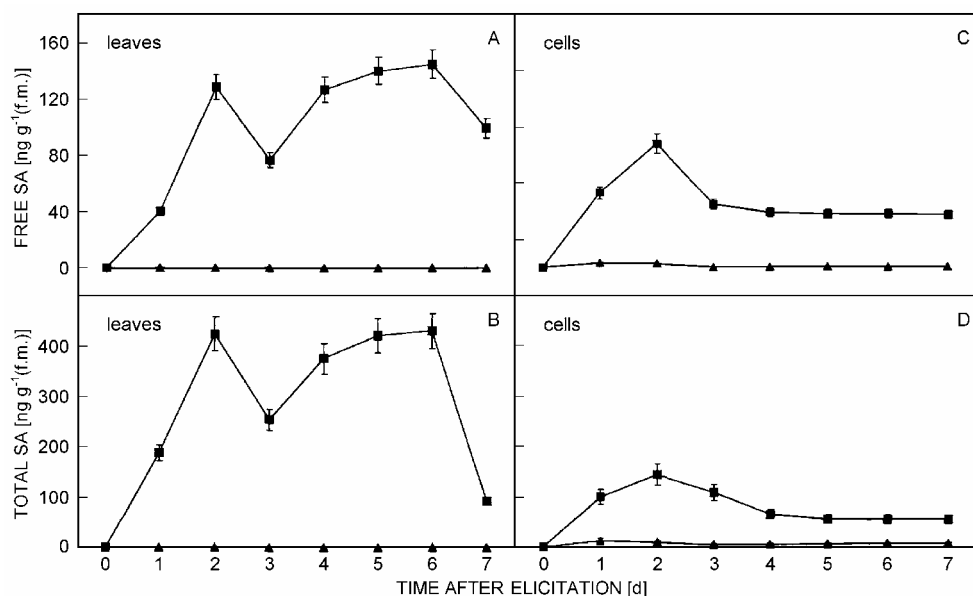 leaves
A
cells
C
FREE SA [ng g⁻¹(f.m.)]
160
120
80
40
0
leaves
B
cells
D
TOTAL SA [ng g⁻¹(f.m.)]
400
300
200
100
0
0 1 2 3 4 5 6 7
0 1 2 3 4 5 6 7
TIME AFTER ELICITATION [d]